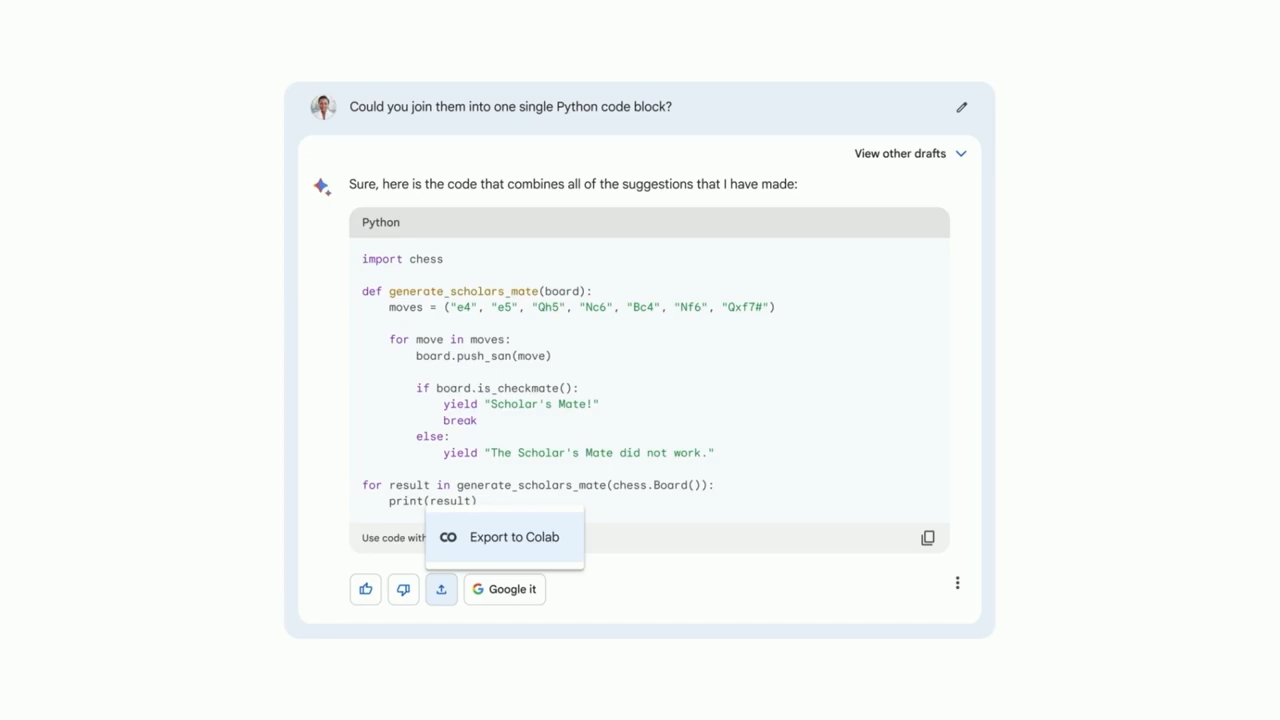 Could you join them into one single Python code block?
View other drafts
Sure, here is the code that combines all of the suggestions that I have made:
Python
import chess
def generate_scholars_mate(board):
    moves = ("e4", "e5", "Qh5", "Nc6", "Bc4", "Nf6", "Qxf7#")
    for move in moves:
        board.push_san(move)
        if board.is_checkmate():
            yield "Scholar's Mate!"
            break
        else:
            yield "The Scholar's Mate did not work."
for result in generate_scholars_mate(chess.Board()):
    print(result)
Use code with
Export to Colab
Google it